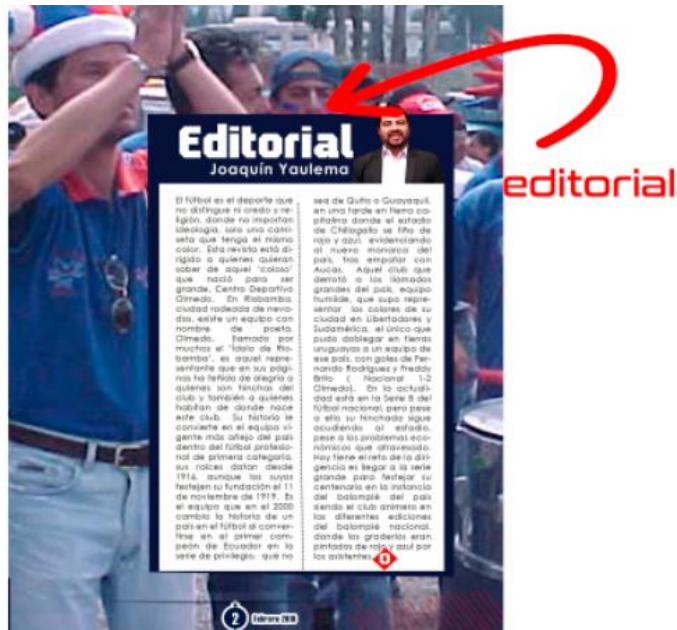 Editorial
Joaquín Yaulema
editorial
El fútbol es el deporte que
no distingue ni credo y re-
ligión, donde no importan
ideología, solo una cami-
seta que tenga el mismo
color. Esta revista está di-
rigido a quienes quieran
saber de aquel "coloso"
que nació para ser
grande, Centro Deportivo
Olmedo. En Riobamba,
ciudad rodeada de neva-
dos, existe un equipo con
nombre de poeta,
Olmedo, llamado por
muchos el "Ídolo de Rio-
bamba", es aquel repre-
sentante que en sus pági-
nas ha teñido de alegría a
quienes son hinchas del
club y también a quienes
habitan de donde nace
este club. Su historia le
convierte en el equipo vi-
gente más añejo del país
dentro del fútbol profesio-
nal de primera categoría,
sus raíces datan desde
1916, aunque los suyos
festejen su fundación el 11
de noviembre de 1919. Es
el equipo que en el 2000
cambia la historia de un
país en el fútbol al conver-
tirse en el primer cam-
peón de Ecuador en la
serie de privilegio, que no
sea de Quito o Guayaquil,
en una tarde en tierra ca-
pitalina donde el estadio
de Chillogallo se tiño de
rojo y azul, evidenciando
al nuevo monarca del
país, tras empatar con
Aucas. Aquel club que
derrotó a los llamados
grandes del país, equipo
humilde, que supo repre-
sentar los colores de su
ciudad en Libertadores y
Sudamérica, el único que
pudo doblegar en tierras
uruguayas a un equipo de
ese país, con goles de Fer-
nando Rodríguez y Freddy
Brito ( Nacional 1-2
Olmedo). En la actuali-
dad está en la Serie B del
fútbol nacional, pero pese
a ello su hinchada sigue
acudiendo al estadio,
pese a los problemas eco-
nómicos que atravesado.
Hoy tiene el reto de la diri-
gencia es llegar a la serie
grande para festejar su
centenario en la instancia
del balompié del país
siendo el club animero en
las diferentes ediciones
del balompié nacional,
donde las graderíos eran
pintadas de rojo y azul por
los asistentes.
2 Febrero 2018